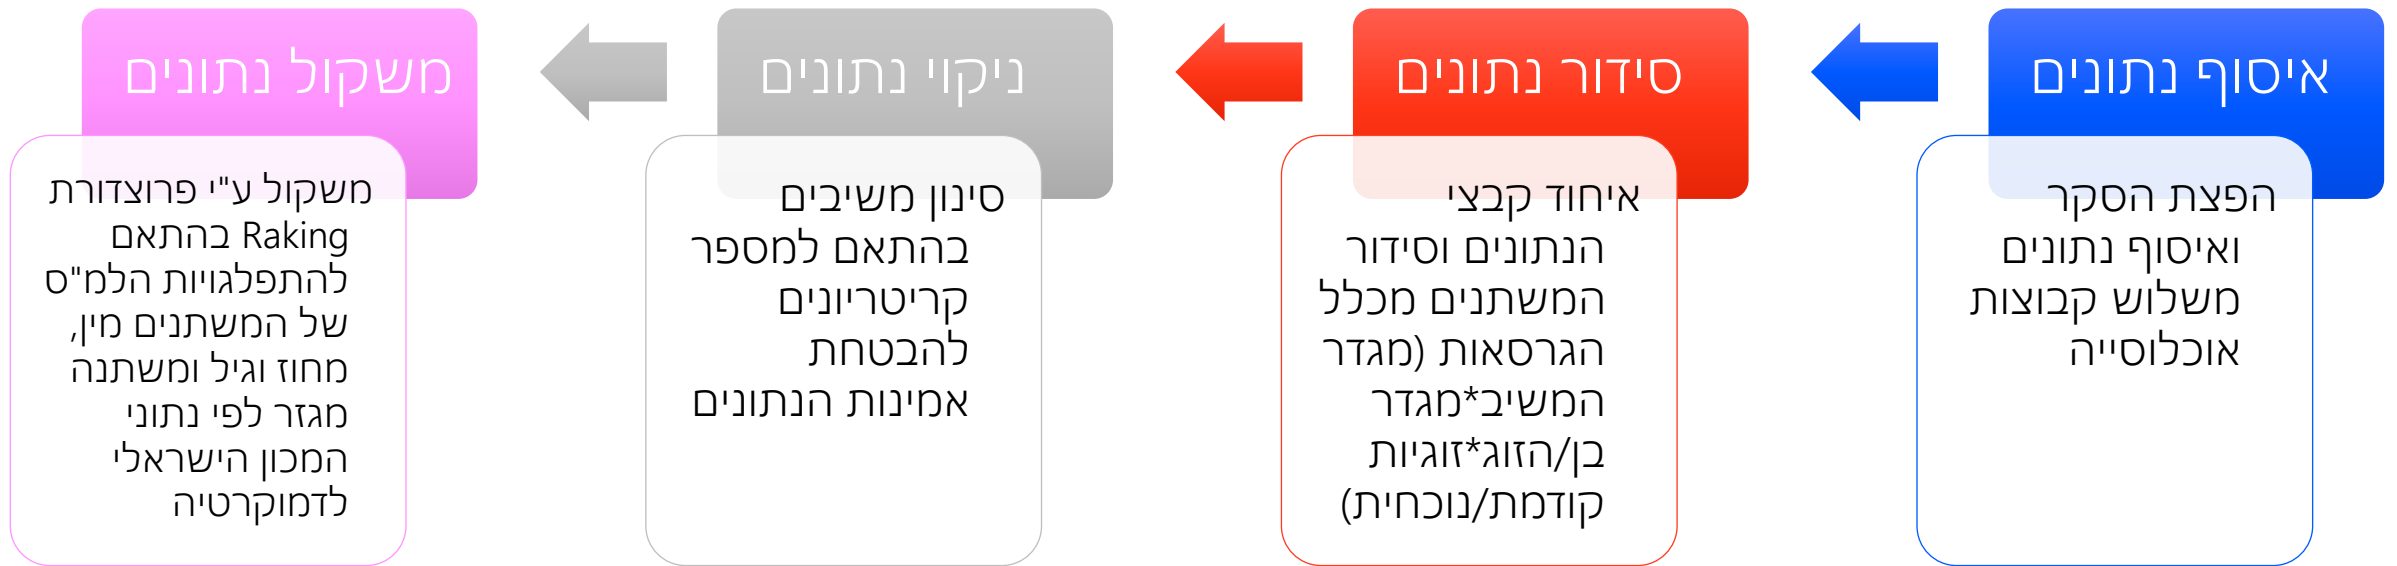 איסוף נתונים
הפצת הסקר
ואיסוף נתונים
משלוש קבוצות
אוכלוסייה
סידור נתונים
איחוד קבצי
הנתונים וסידור
המשתנים מכלל
הגרסאות (מגדר
המשיב*מגדר
בן/הזוג*זוגיות
קודמת/נוכחית)
ניקוי נתונים
סינון משיבים
בהתאם למספר
קריטריונים
להבטחת
אמינות הנתונים
משקול נתונים
משקול ע"י פרוצדורת
Raking בהתאם
להתפלגויות הלמ"ס
של המשתנים מין,
מחוז וגיל ומשתנה
מגזר לפי נתוני
המכון הישראלי
לדמוקרטיה